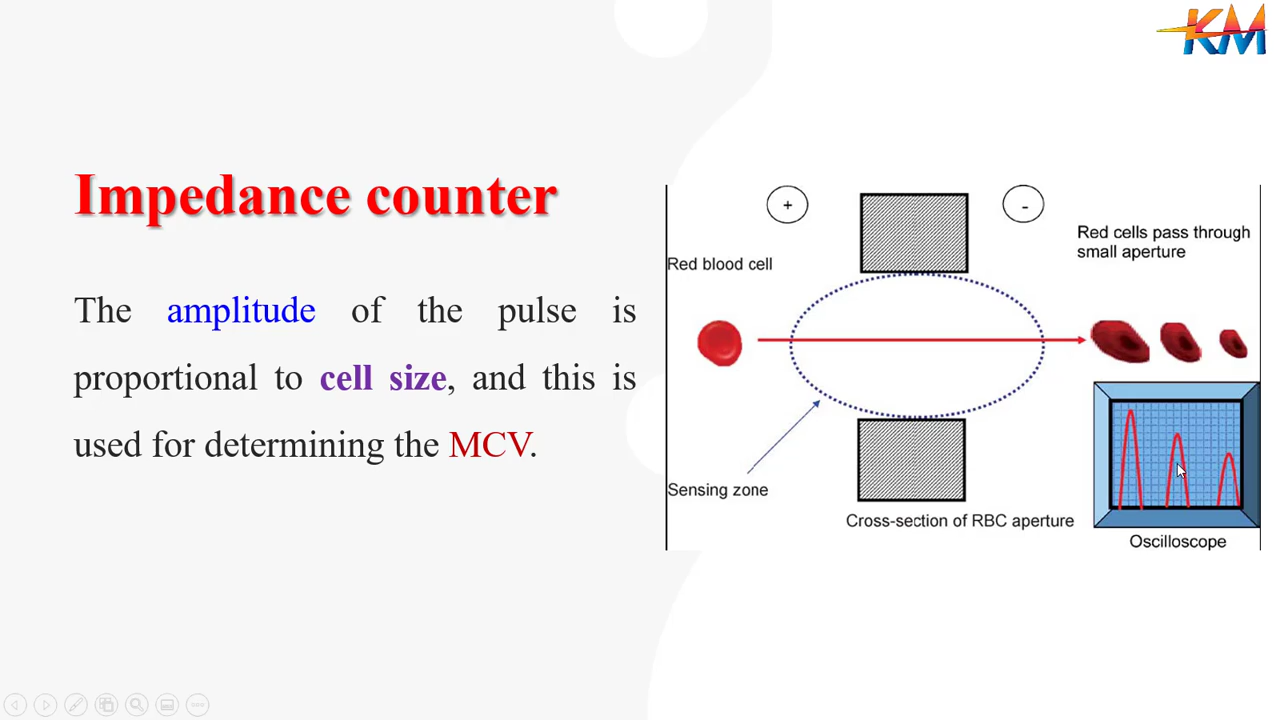 KM
Impedance counter
The amplitude of the pulse is
proportional to cell size, and this is
used for determining the MCV.
+
-
Red blood cell
Red cells pass through
small aperture
Sensing zone
Cross-section of RBC aperture
Oscilloscope